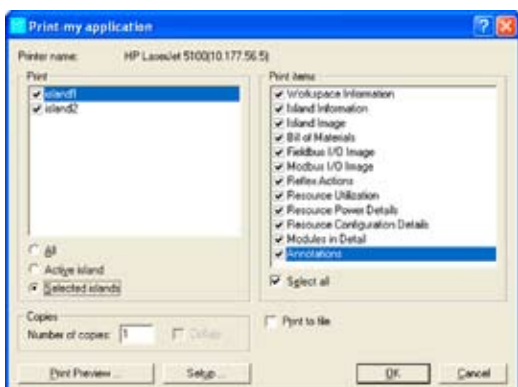 Print my application
Printer name: HP LaserJet 5100(10.177.56.5)
Print
island1
island2
All
Active island
Selected islands
Print items
Workspace Information
Island Information
Island Image
Bill of Materials
Fieldbus I/O Image
Modbus I/O Image
Reflex Actions
Resource Utilization
Resource Power Details
Resource Configuration Details
Modules in Detail
Annotations
Select all
Copies
Number of copies: 1
Collate
Print to file
Print Preview ...
Setup ...
OK
Cancel